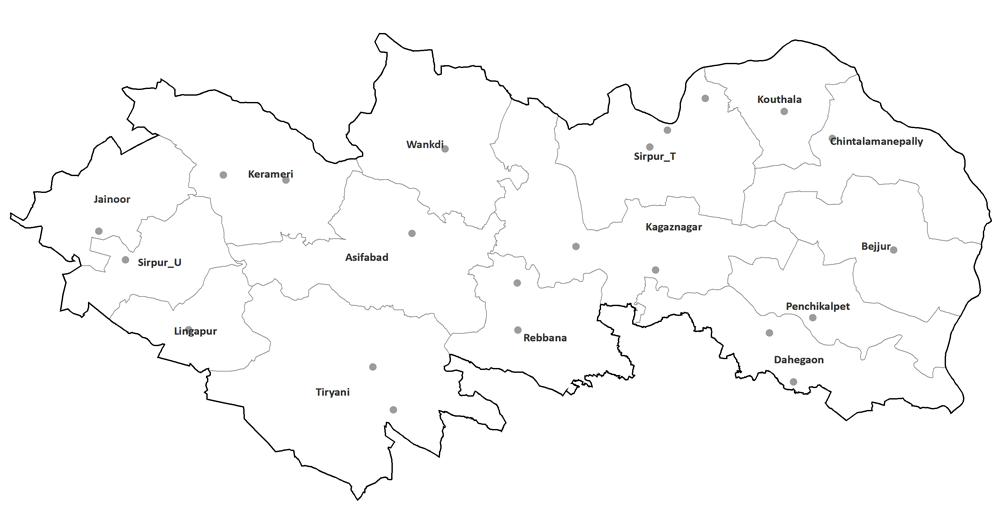 Kouthala
Chintalamanepally
Wankdi
Sirpur_T
Kerameri
Jainoor
Kagaznagar
Bejjur
Asifabad
Sirpur_U
Penchikalpet
Lingapur
Rebbana
Dahegaon
Tiryani